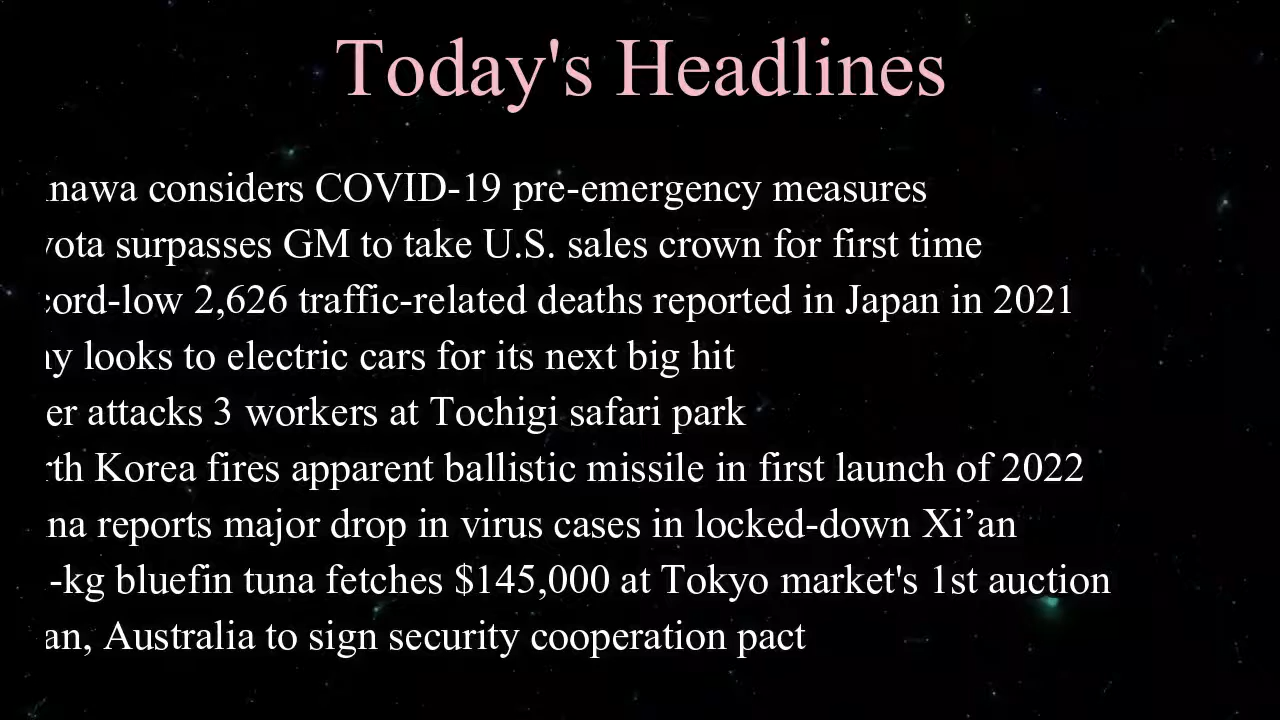 Today's Headlines
nawa considers COVID-19 pre-emergency measures
yota surpasses GM to take U.S. sales crown for first time
cord-low 2,626 traffic-related deaths reported in Japan in 2021
ny looks to electric cars for its next big hit
er attacks 3 workers at Tochigi safari park
rth Korea fires apparent ballistic missile in first launch of 2022
na reports major drop in virus cases in locked-down Xi’an
-kg bluefin tuna fetches $145,000 at Tokyo market's 1st auction
an, Australia to sign security cooperation pact